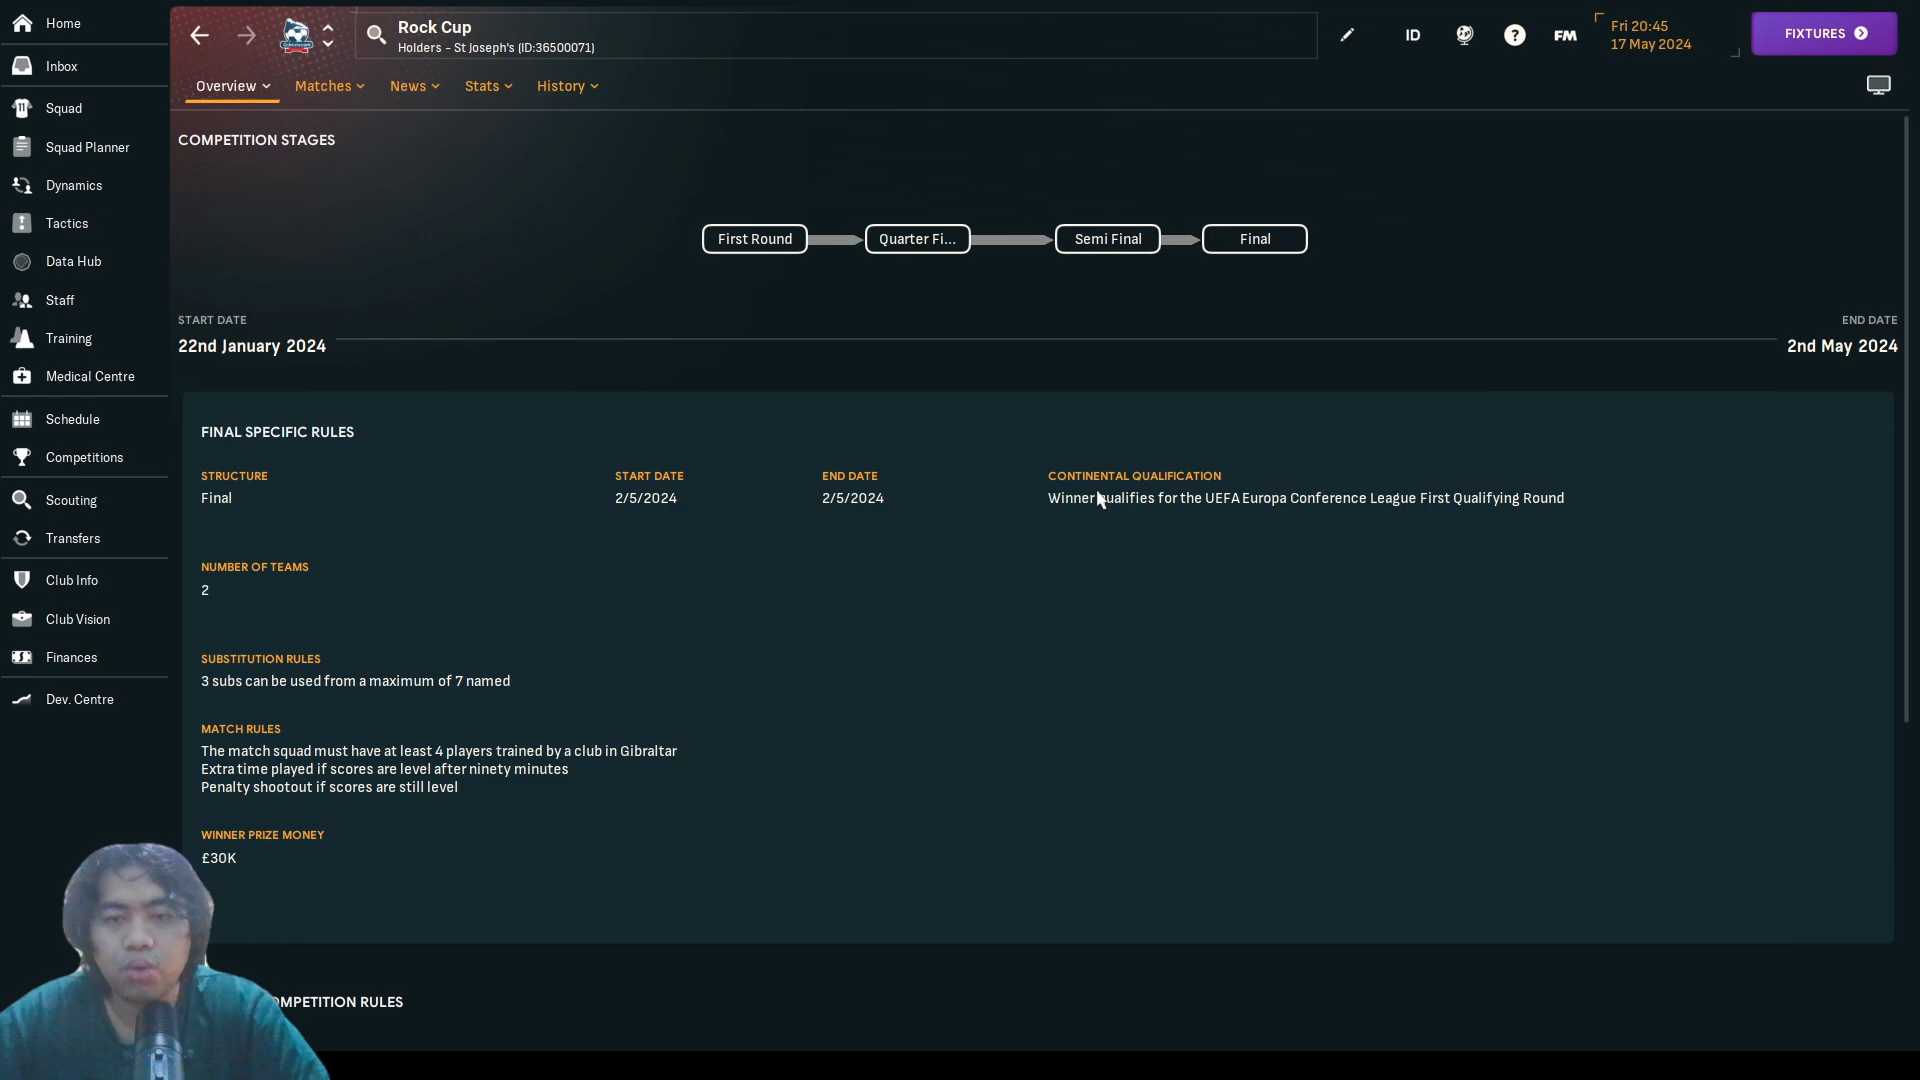 Home
Inbox
Squad
Squad Planner
Dynamics
Tactics
Data Hub
Staff
Training
Medical Centre
Schedule
Competitions
Scouting
Transfers
Club Info
Club Vision
Finances
Dev. Centre
Rock Cup
Holders - St Joseph's (ID:36500071)
ID
?
FM
Fri 20:45
17 May 2024
FIXTURES
Overview
Matches
News
Stats
History
COMPETITION STAGES
First Round
Quarter Fi...
Semi Final
Final
START DATE
22nd January 2024
END DATE
2nd May 2024
FINAL SPECIFIC RULES
STRUCTURE
Final
START DATE
2/5/2024
END DATE
2/5/2024
CONTINENTAL QUALIFICATION
Winner qualifies for the UEFA Europa Conference League First Qualifying Round
NUMBER OF TEAMS
2
SUBSTITUTION RULES
3 subs can be used from a maximum of 7 named
MATCH RULES
The match squad must have at least 4 players trained by a club in Gibraltar
Extra time played if scores are level after ninety minutes
Penalty shootout if scores are still level
WINNER PRIZE MONEY
£30K
OMPETITION RULES